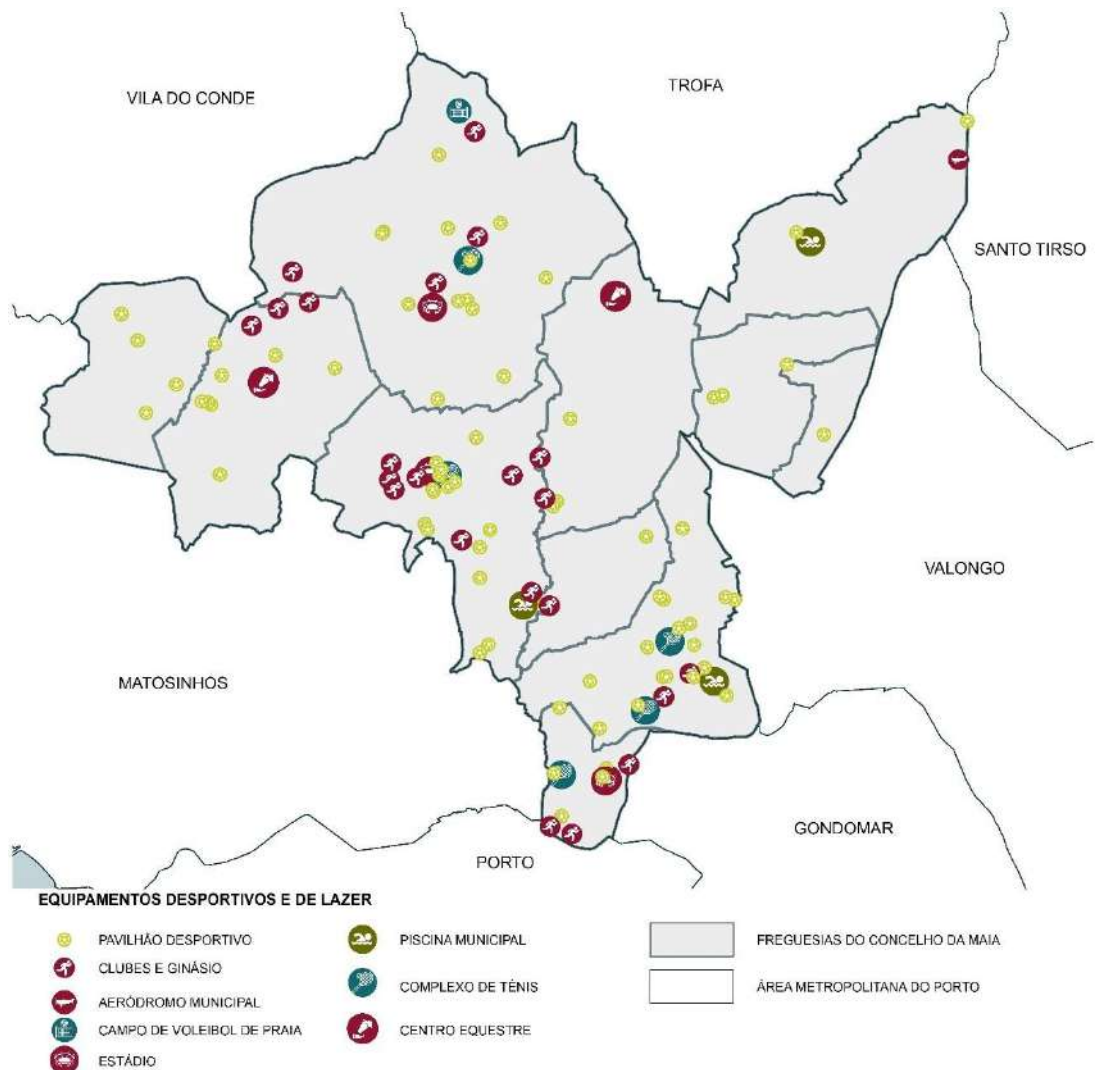 VILA DO CONDE
TROFA
SANTO TIRSO
VALONGO
MATOSINHOS
GONDOMAR
PORTO
EQUIPAMENTOS DESPORTIVOS E DE LAZER
PAVILHÃO DESPORTIVO
CLUBES E GINÁSIO
AERÓDROMO MUNICIPAL
CAMPO DE VOLEIBOL DE PRAIA
ESTÁDIO
PISCINA MUNICIPAL
COMPLEXO DE TÉNIS
CENTRO EQUESTRE
FREGUESIAS DO CONCELHO DA MAIA
ÁREA METROPOLITANA DO PORTO